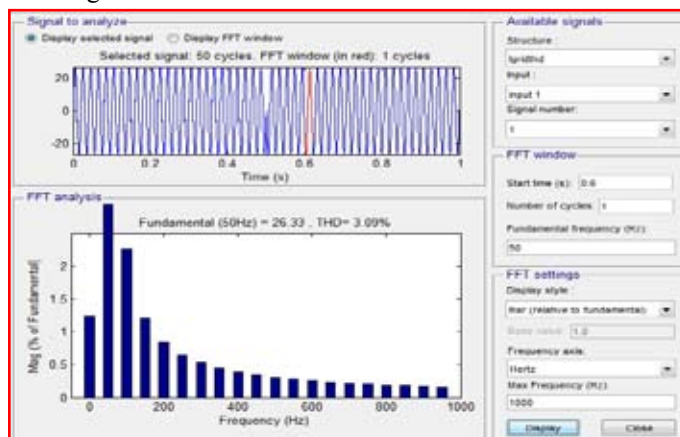 Signal to analyze
Display selected signal Display FFT window
Selected signal: 50 cycles. FFT window (in red): 1 cycles
20
0
-20
0 0.2 0.4 0.6 0.8 1
Time (s)
FFT analysis
Fundamental (50Hz) = 26.33 , THD= 3.09%
Mag (% of Fundamental)
2
1.5
1
0.5
0
0 200 400 600 800 1000
Frequency (Hz)
Available signals
Structure :
Igridthd
Input :
input 1
Signal number:
1
FFT window
Start time (s): 0.6
Number of cycles: 1
Fundamental frequency (Hz):
50
FFT settings
Display style :
Bar (relative to fundamental)
Base value: 1.0
Frequency axis:
Hertz
Max Frequency (Hz):
1000
Display Close